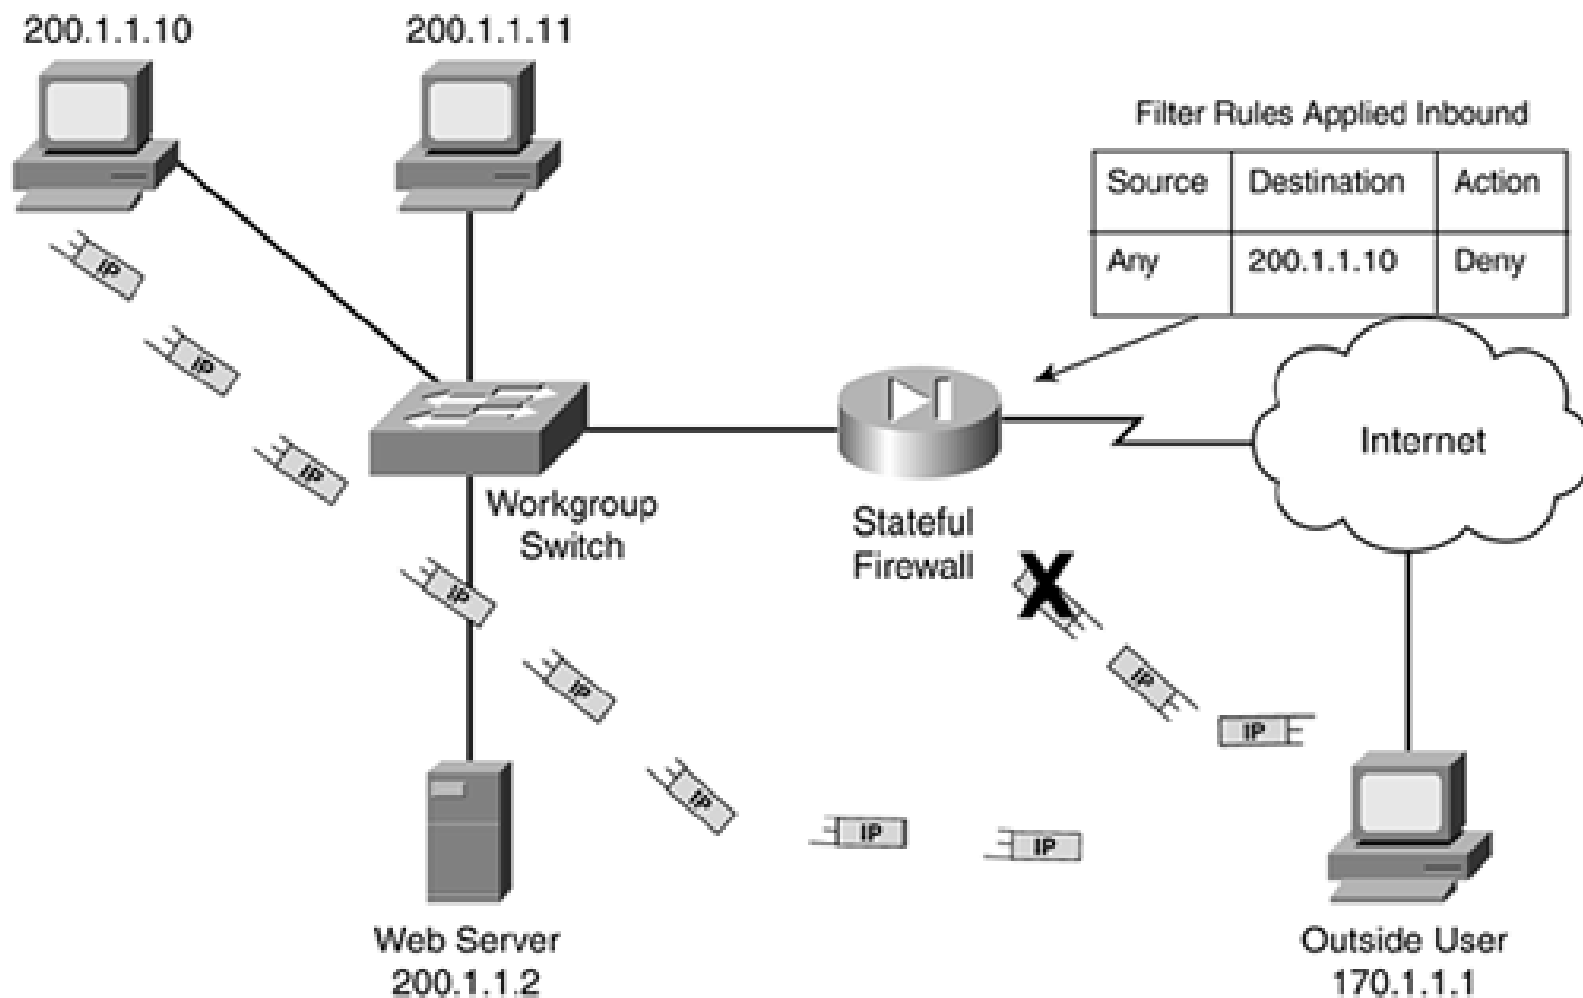 200.1.1.10
200.1.1.11
Filter Rules Applied Inbound
Source Destination Action
Any 200.1.1.10 Deny
IP
IP
IP
Internet
Workgroup
Switch
Stateful
Firewall
X
IP
IP
IP
IP
IP
IP
IP
Web Server
200.1.1.2
Outside User
170.1.1.1